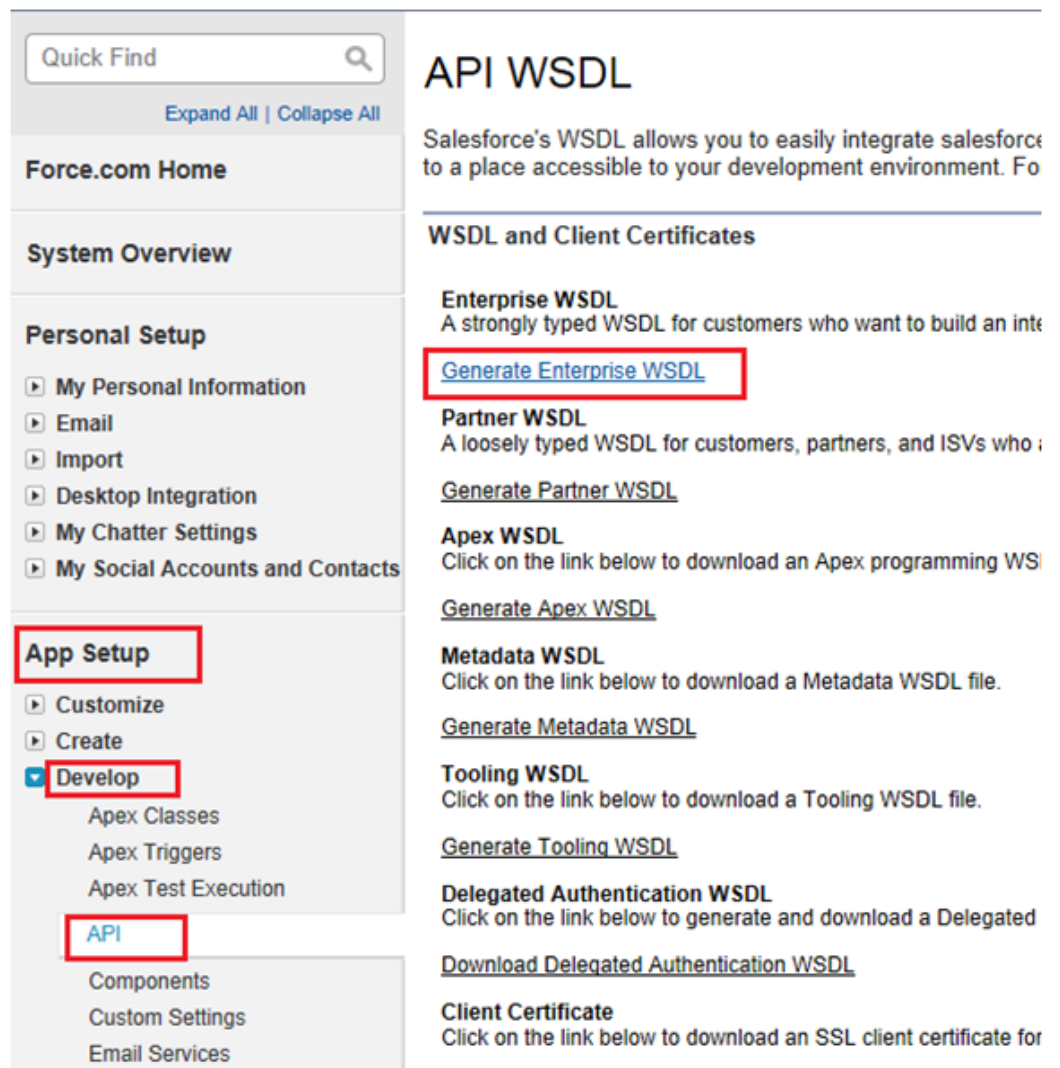 Quick Find
Expand All | Collapse All
Force.com Home
System Overview
Personal Setup
My Personal Information
Email
Import
Desktop Integration
My Chatter Settings
My Social Accounts and Contacts
App Setup
Customize
Create
Develop
Apex Classes
Apex Triggers
Apex Test Execution
API
Components
Custom Settings
Email Services
API WSDL
Salesforce's WSDL allows you to easily integrate salesforce
to a place accessible to your development environment. Fo
WSDL and Client Certificates
Enterprise WSDL
A strongly typed WSDL for customers who want to build an inte
Generate Enterprise WSDL
Partner WSDL
A loosely typed WSDL for customers, partners, and ISVs who
Generate Partner WSDL
Apex WSDL
Click on the link below to download an Apex programming WS
Generate Apex WSDL
Metadata WSDL
Click on the link below to download a Metadata WSDL file.
Generate Metadata WSDL
Tooling WSDL
Click on the link below to download a Tooling WSDL file.
Generate Tooling WSDL
Delegated Authentication WSDL
Click on the link below to generate and download a Delegated
Download Delegated Authentication WSDL
Client Certificate
Click on the link below to download an SSL client certificate for